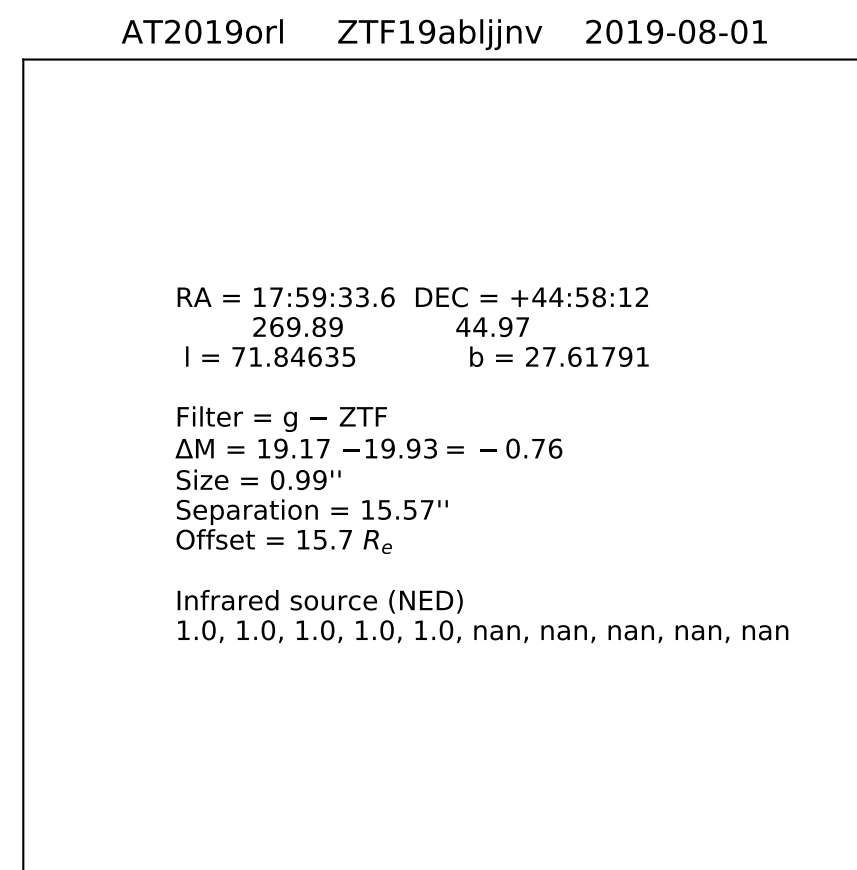 AT2019orl ZTF19abljjnv 2019-08-01
RA = 17:59:33.6 DEC = +44:58:12
269.89 44.97
l = 71.84635 b = 27.61791
Filter = g − ZTF
ΔM = 19.17 −19.93 = − 0.76
Size = 0.99''
Separation = 15.57''
Offset = 15.7 Re
Infrared source (NED)
1.0, 1.0, 1.0, 1.0, 1.0, nan, nan, nan, nan, nan